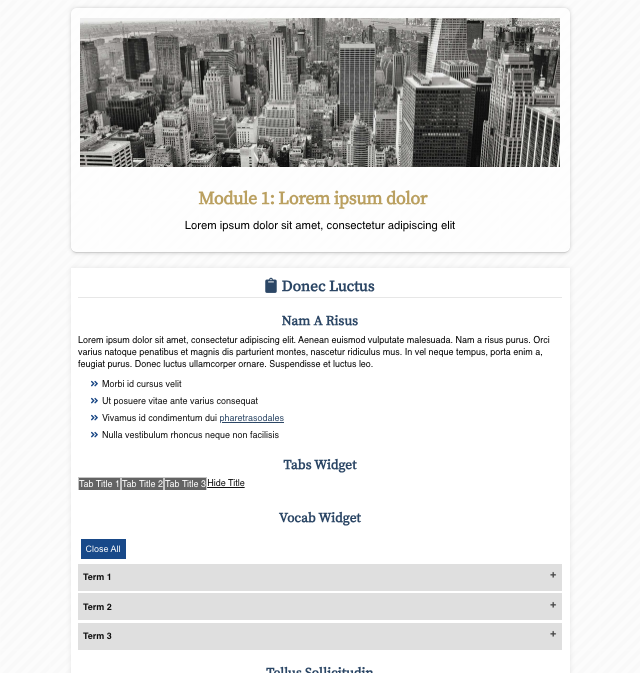 Module 1: Lorem ipsum dolor
Lorem ipsum dolor sit amet, consectetur adipiscing elit
Donec Luctus
Nam A Risus
Lorem ipsum dolor sit amet, consectetur adipiscing elit. Aenean euismod vulputate malesuada. Nam a risus purus. Orci
varius natoque penatibus et magnis dis parturient montes, nascetur ridiculus mus. In vel neque tempus, porta enim a,
feugiat purus. Donec luctus ullamcorper ornare. Suspendisse et luctus leo.
Morbi id cursus velit
Ut posuere vitae ante varius consequat
Vivamus id condimentum dui pharetrasodales
Nulla vestibulum rhoncus neque non facilisis
Tabs Widget
Tab Title 1 Tab Title 2 Tab Title 3 Hide Title
Vocab Widget
Close All
Term 1 +
Term 2 +
Term 3 +
Tellus Sollicitudin